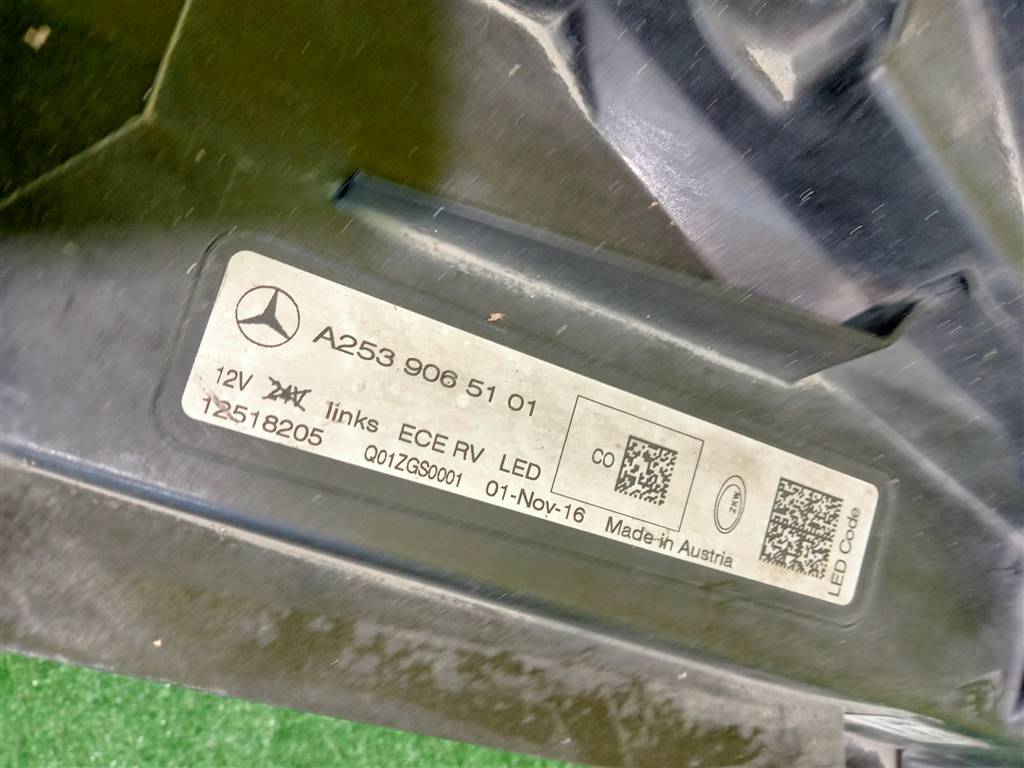 A253 906 51 01
12V 24V links ECE RV LED
12518205 Q01ZGS0001 01-Nov-16 Made in Austria
CO
LED Code